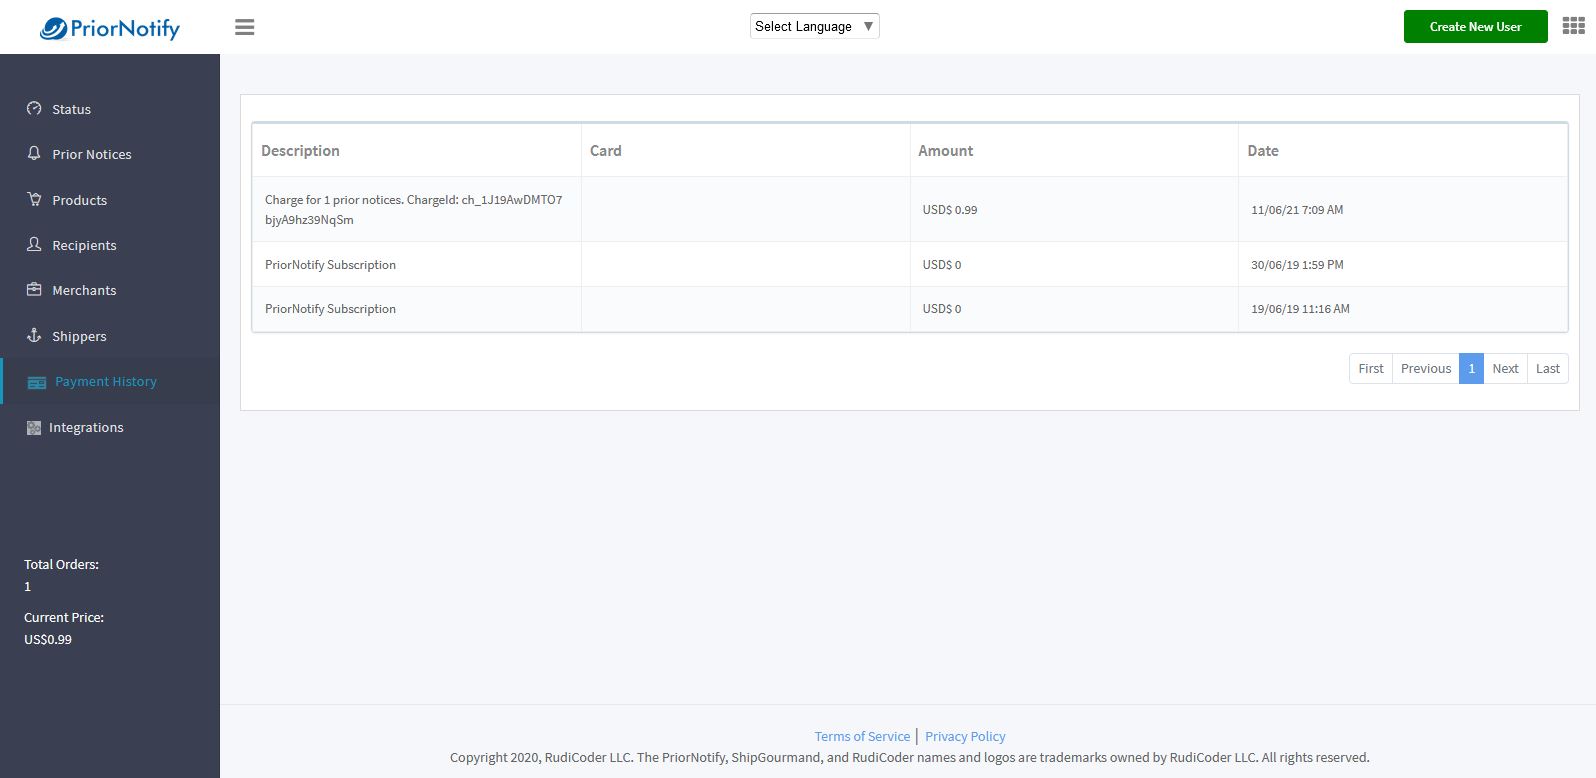 PriorNotify
Select Language ▼
Create New User
Status
Prior Notices
Products
Recipients
Merchants
Shippers
Payment History
Integrations
Total Orders:
1
Current Price:
US$0.99
Description Card Amount Date
Charge for 1 prior notices. ChargeId: ch_1J19AwDMTO7
bjyA9hz39NqSm
USD$ 0.99 11/06/21 7:09 AM
PriorNotify Subscription USD$ 0 30/06/19 1:59 PM
PriorNotify Subscription USD$ 0 19/06/19 11:16 AM
First Previous 1 Next Last
Terms of Service | Privacy Policy
Copyright 2020, RudiCoder LLC. The PriorNotify, ShipGourmand, and RudiCoder names and logos are trademarks owned by RudiCoder LLC. All rights reserved.